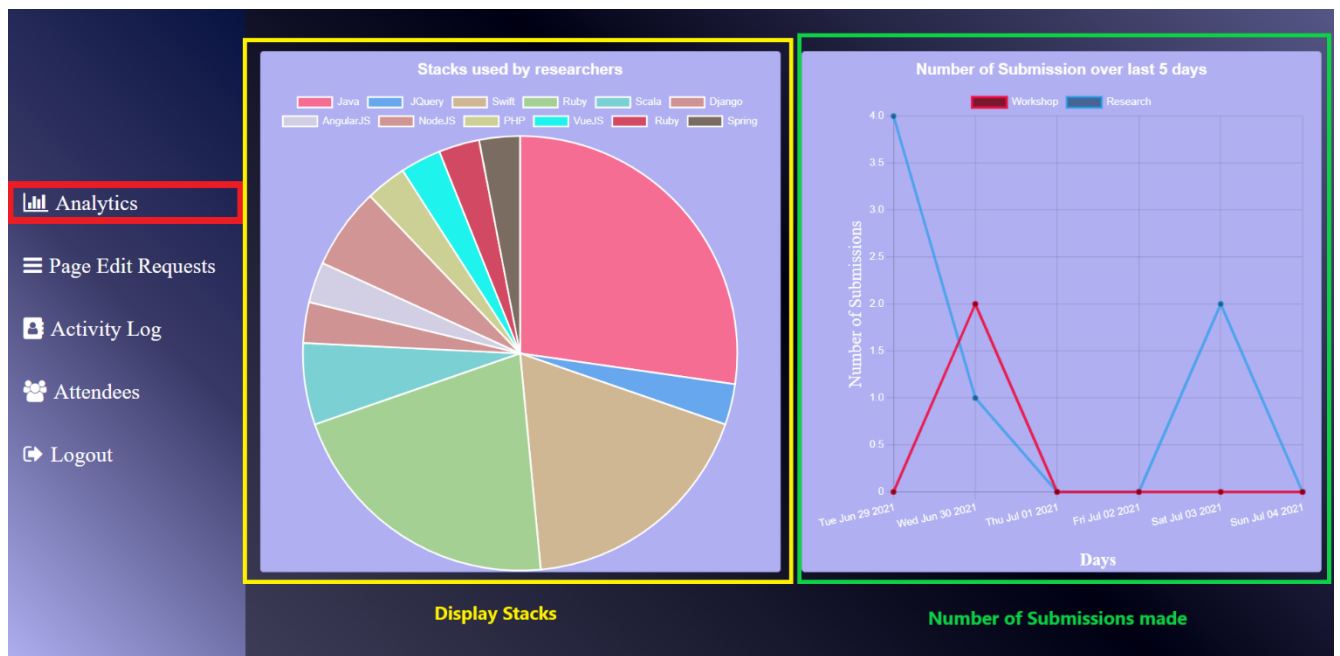 Analytics
Page Edit Requests
Activity Log
Attendees
Logout
Stacks used by researchers
Java JQuery Swift Ruby Scala Django
AngularJS NodeJS PHP VueJS Ruby Spring
Display Stacks
Number of Submission over last 5 days
Workshop Research
Number of Submissions
4.0
3.5
3.0
2.5
2.0
1.5
1.0
0.5
0
Tue Jun 29 2021 Wed Jun 30 2021 Thu Jul 01 2021 Fri Jul 02 2021 Sat Jul 03 2021 Sun Jul 04 2021
Days
Number of Submissions made